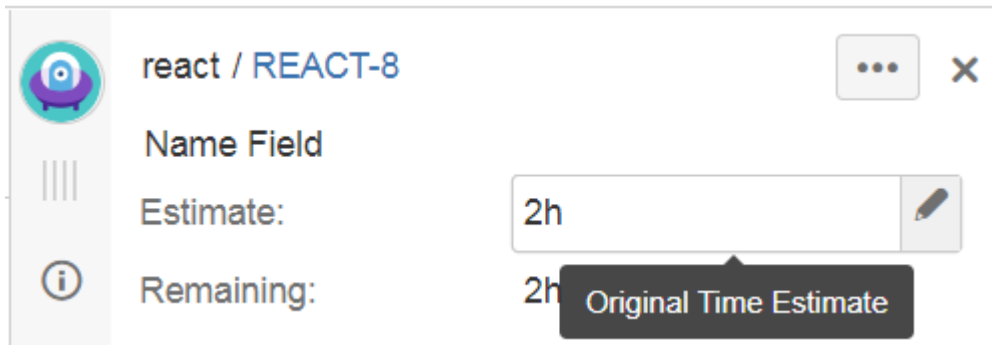 react / REACT-8
Name Field
Estimate: 2h
Remaining: 2h
Original Time Estimate